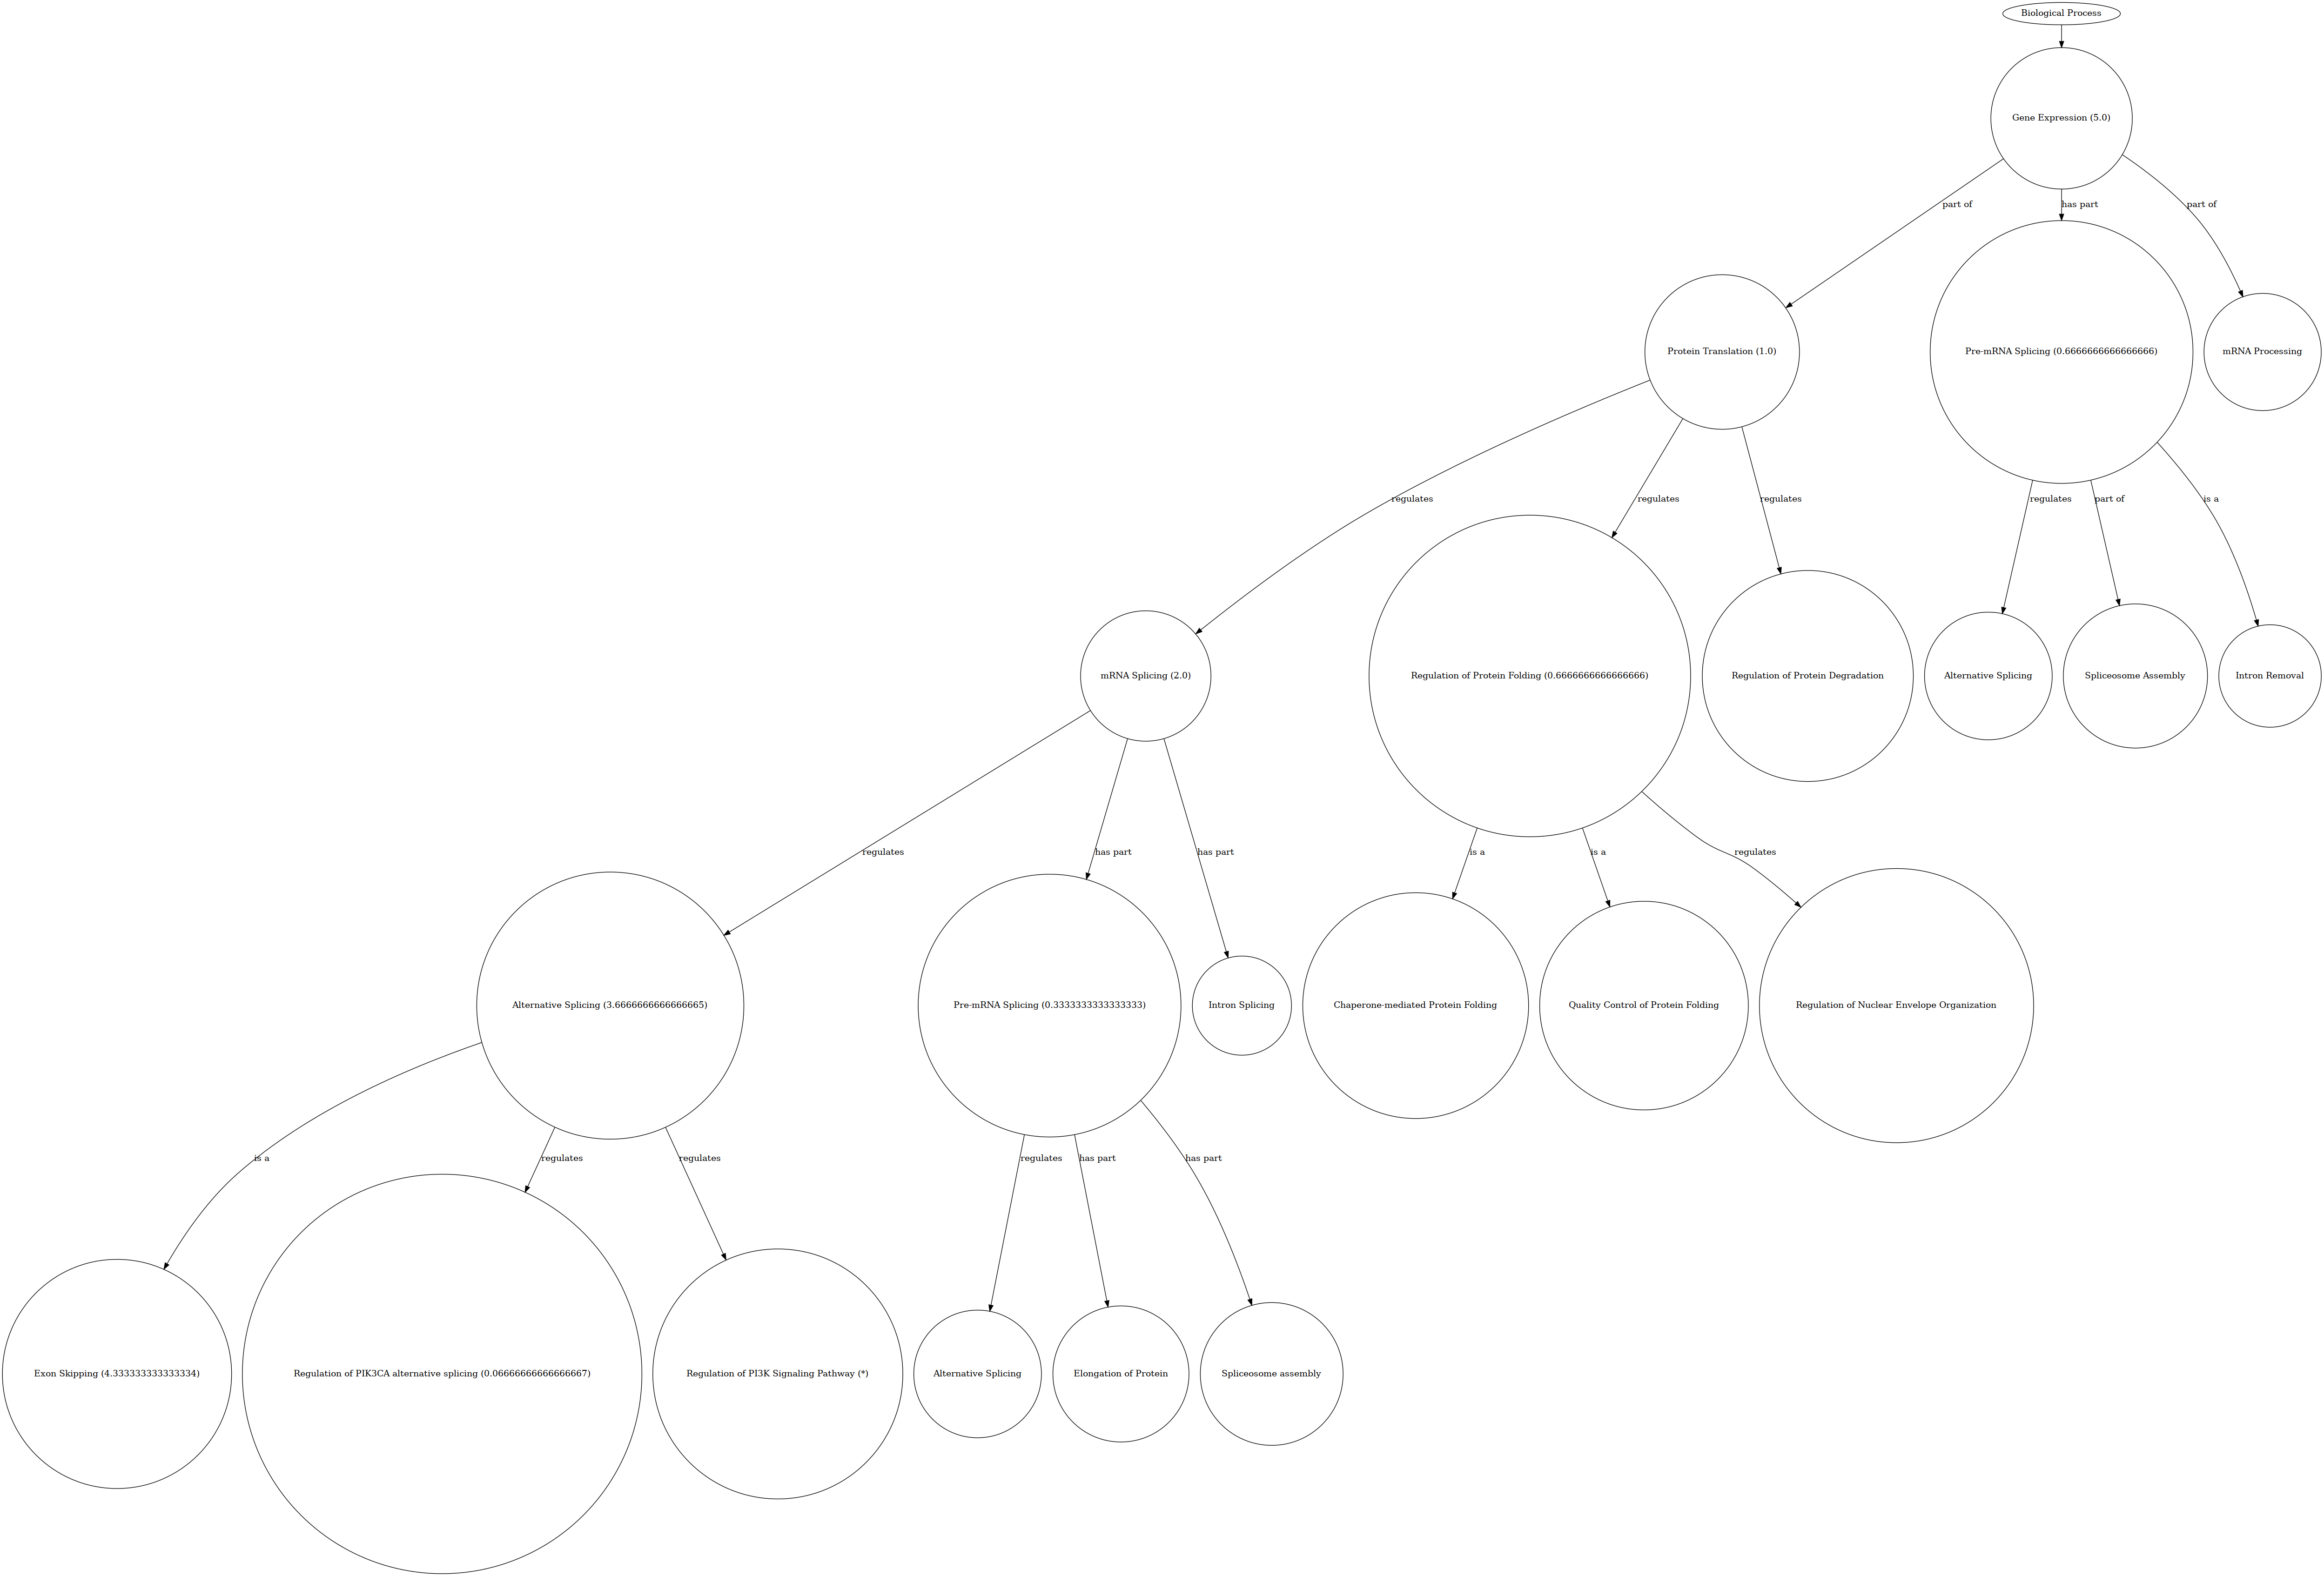 Biological Process
Gene Expression (5.0)
part of
has part
part of
Protein Translation (1.0)
Pre-mRNA Splicing (0.6666666666666666)
mRNA Processing
regulates
regulates
regulates
regulates
part of
is a
mRNA Splicing (2.0)
Regulation of Protein Folding (0.6666666666666666)
Regulation of Protein Degradation
Alternative Splicing
Spliceosome Assembly
Intron Removal
regulates
has part
has part
is a
is a
regulates
Alternative Splicing (3.6666666666666665)
Pre-mRNA Splicing (0.3333333333333333)
Intron Splicing
Chaperone-mediated Protein Folding
Quality Control of Protein Folding
Regulation of Nuclear Envelope Organization
is a
regulates
regulates
regulates
has part
has part
Exon Skipping (4.333333333333334)
Regulation of PIK3CA alternative splicing (0.06666666666666667)
Regulation of PI3K Signaling Pathway (*)
Alternative Splicing
Elongation of Protein
Spliceosome assembly